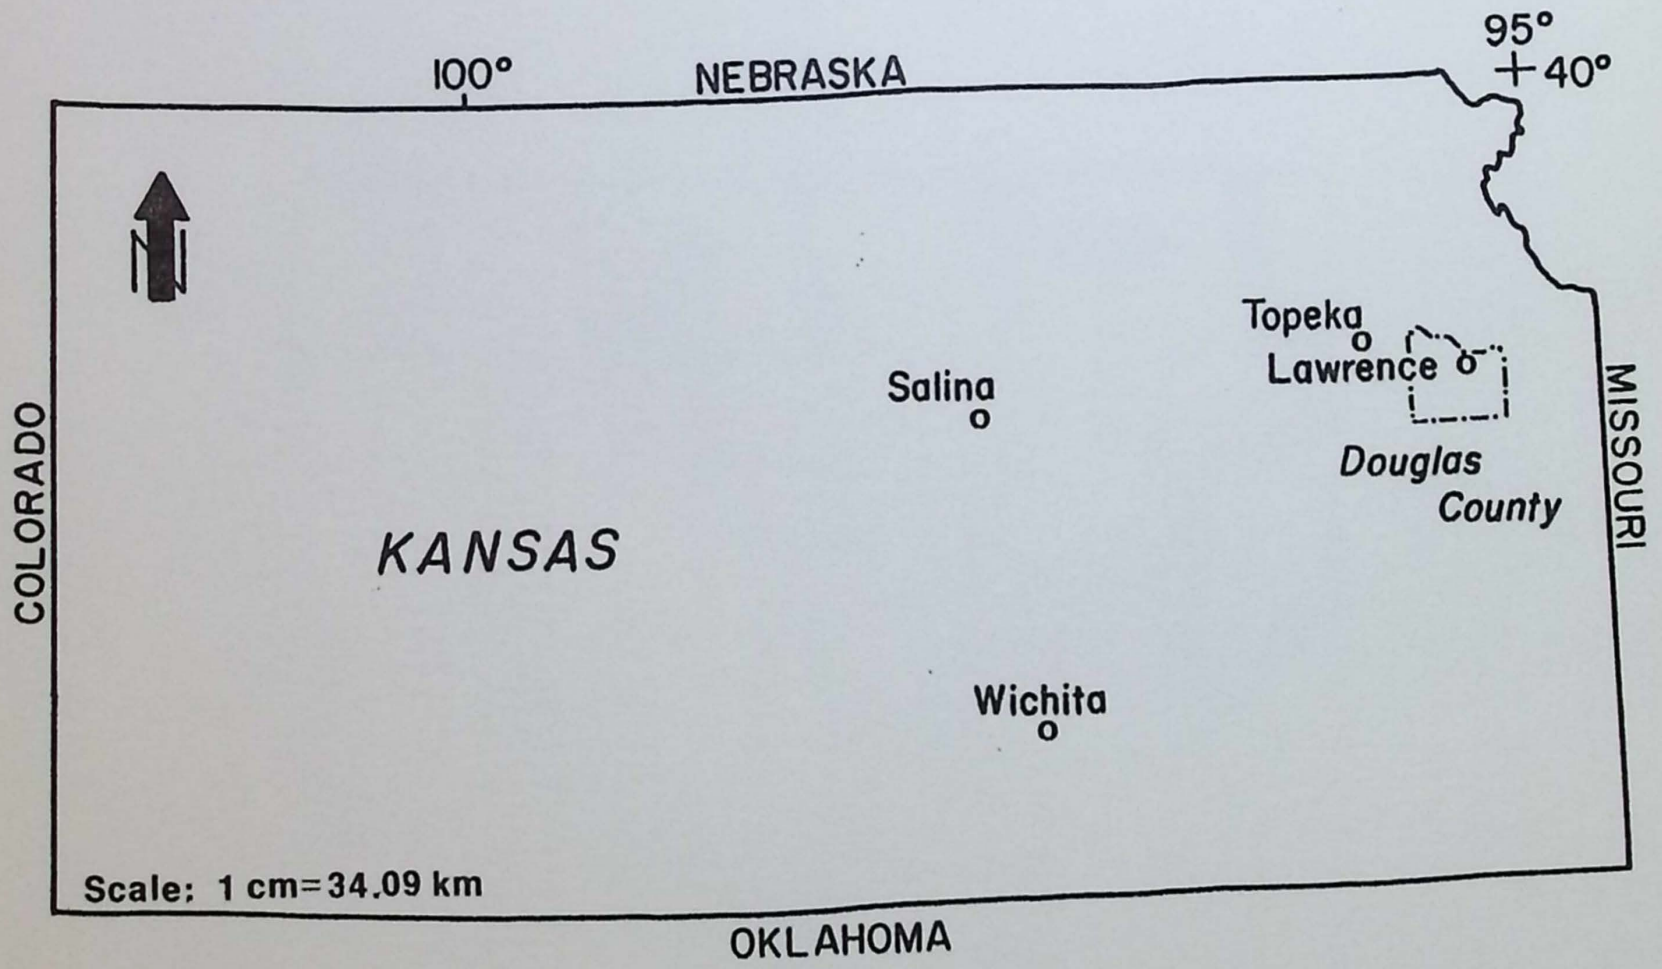 95°
100°
NEBRASKA
40°
N
Topeka
Lawrence
Salina
MISSOURI
COLORADO
Douglas
County
KANSAS
Wichita
Scale: 1 cm=34.09 km
OKLAHOMA